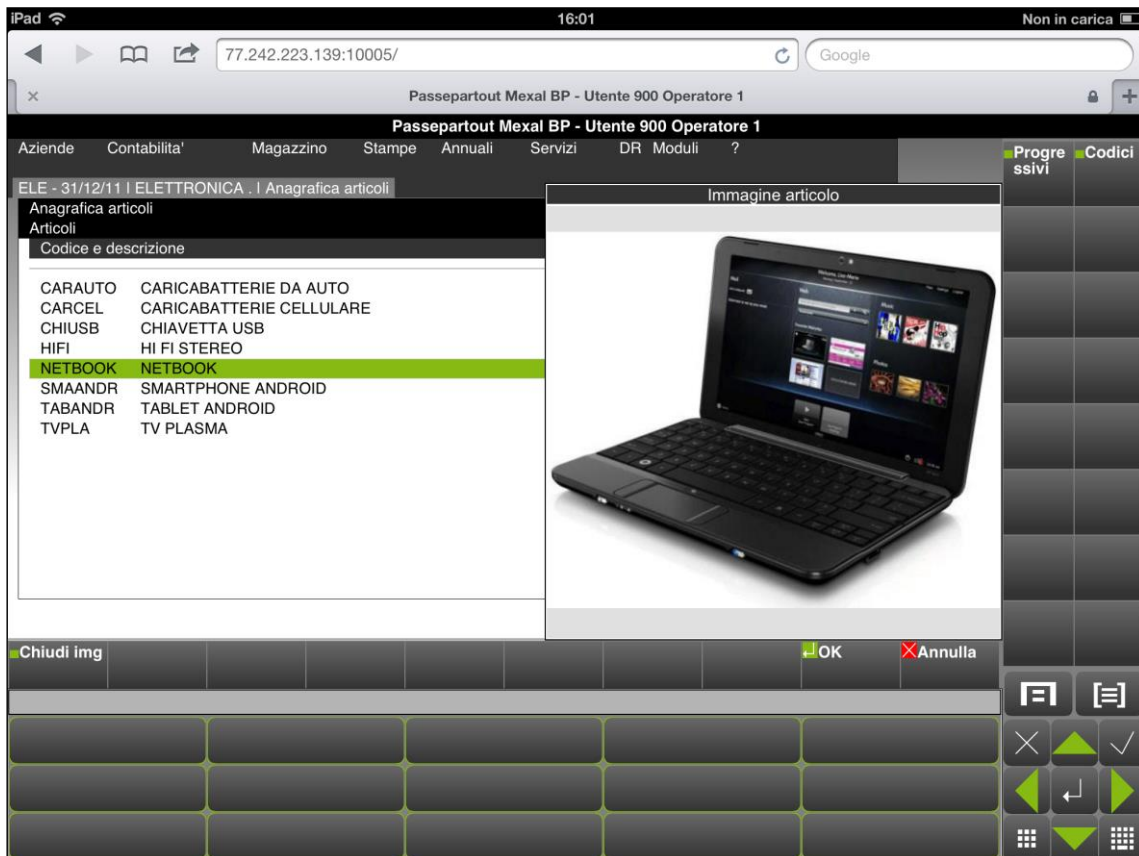 iPad 16:01 Non in carica
77.242.223.139:10005/ Google
Passepartout Mexal BP - Utente 900 Operatore 1
Passepartout Mexal BP - Utente 900 Operatore 1
Aziende Contabilita' Magazzino Stampe Annuali Servizi DR Moduli ?
Progre
ssivi
Codici
ELE - 31/12/11 I ELETTRONICA . I Anagrafica articoli
Immagine articolo
Anagrafica articoli
Articoli
Codice e descrizione
CARAUTO CARICABATTERIE DA AUTO
CARCEL CARICABATTERIE CELLULARE
CHIUSB CHIAVETTA USB
HIFI HI FI STEREO
NETBOOK NETBOOK
SMAANDR SMARTPHONE ANDROID
TABANDR TABLET ANDROID
TVPLA TV PLASMA
Music
Photos
Chiudi img OK Annulla